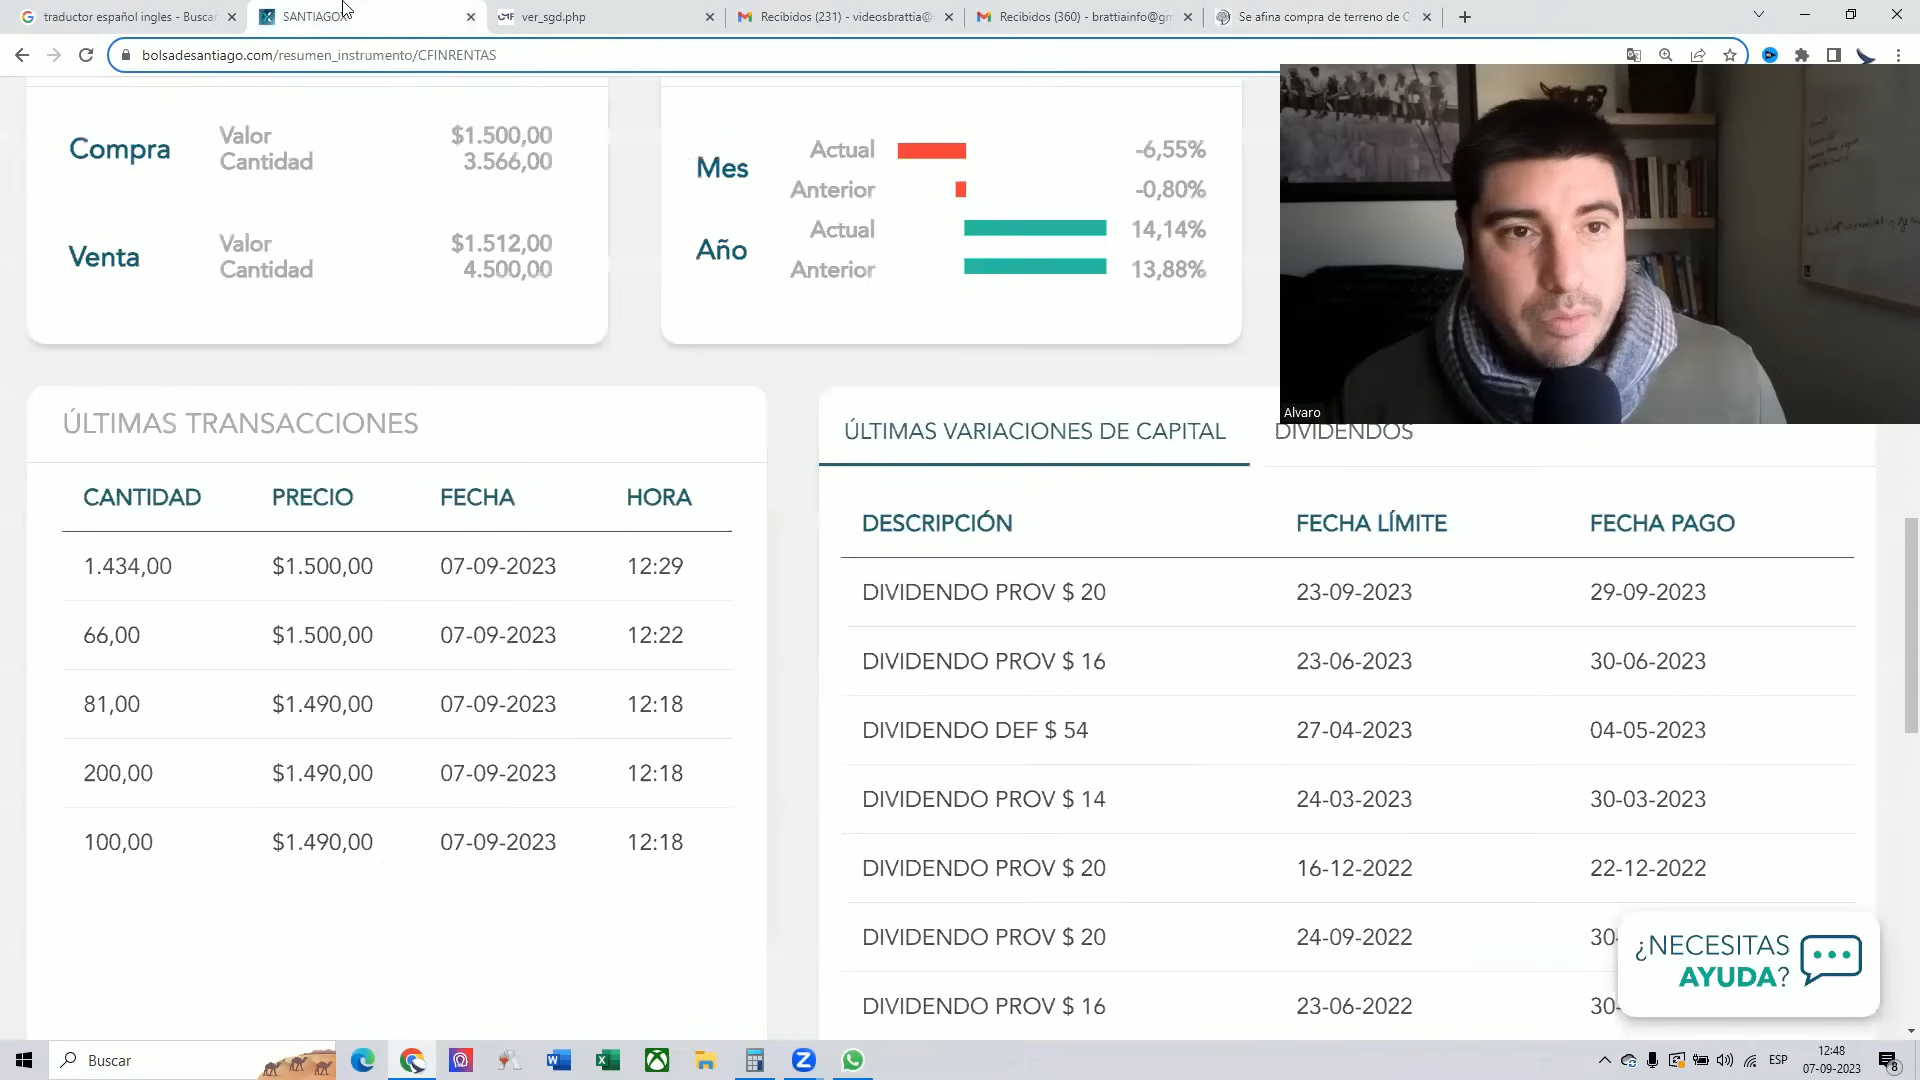 traductor español ingles - Busca
SANTIAGO
CMF
ver_sgd.php
Recibidos (231) - videosbrattia@
Recibidos (360) - brattiainfo@gm
Se afina compra de terreno de C
bolsadesantiago.com/resumen_instrumento/CFINRENTAS
Compra
Valor $1.500,00
Cantidad 3.566,00
Venta
Valor $1.512,00
Cantidad 4.500,00
Mes
Actual -6,55%
Anterior -0,80%
Año
Actual 14,14%
Anterior 13,88%
Alvaro
ÚLTIMAS TRANSACCIONES
CANTIDAD PRECIO FECHA HORA
1.434,00 $1.500,00 07-09-2023 12:29
66,00 $1.500,00 07-09-2023 12:22
81,00 $1.490,00 07-09-2023 12:18
200,00 $1.490,00 07-09-2023 12:18
100,00 $1.490,00 07-09-2023 12:18
ÚLTIMAS VARIACIONES DE CAPITAL DIVIDENDOS
DESCRIPCIÓN FECHA LÍMITE FECHA PAGO
DIVIDENDO PROV $ 20 23-09-2023 29-09-2023
DIVIDENDO PROV $ 16 23-06-2023 30-06-2023
DIVIDENDO DEF $ 54 27-04-2023 04-05-2023
DIVIDENDO PROV $ 14 24-03-2023 30-03-2023
DIVIDENDO PROV $ 20 16-12-2022 22-12-2022
DIVIDENDO PROV $ 20 24-09-2022 30-
DIVIDENDO PROV $ 16 23-06-2022 30-
¿NECESITAS
AYUDA?
Buscar
ESP
12:48
07-09-2023
8